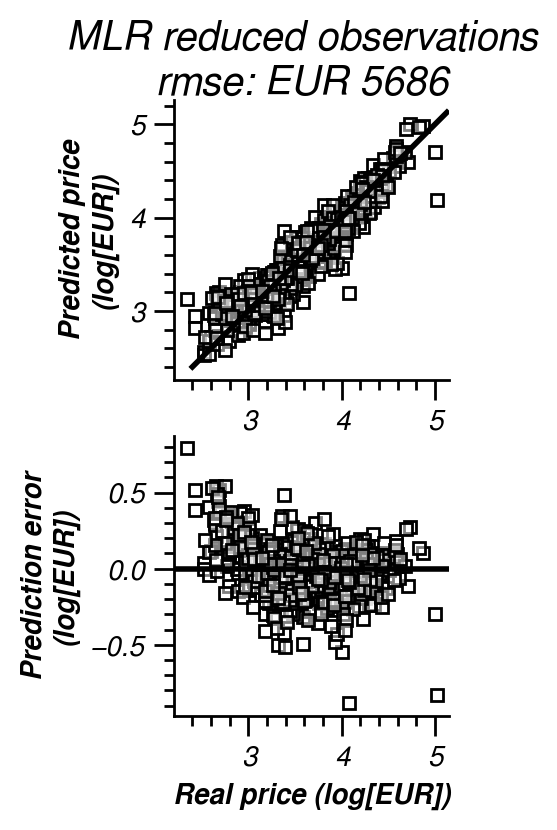 MLR reduced observations
rmse: EUR 5686
Predicted price
(log[EUR])
5
4
3
3 4 5
Prediction error
(log[EUR])
0.5
0.0
−0.5
3 4 5
Real price (log[EUR])